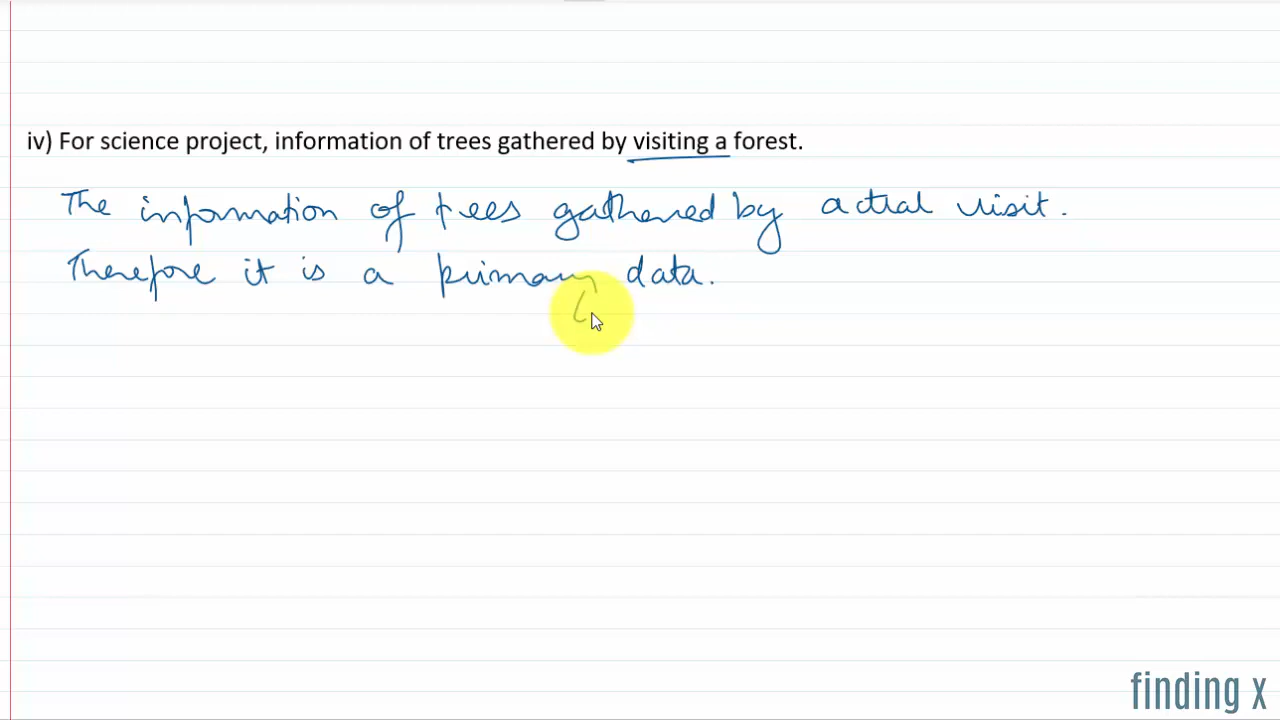 iv) For science project, information of trees gathered by visiting a forest.
The information of trees gathered by actual visit.
Therefore it is a primary data.
finding x